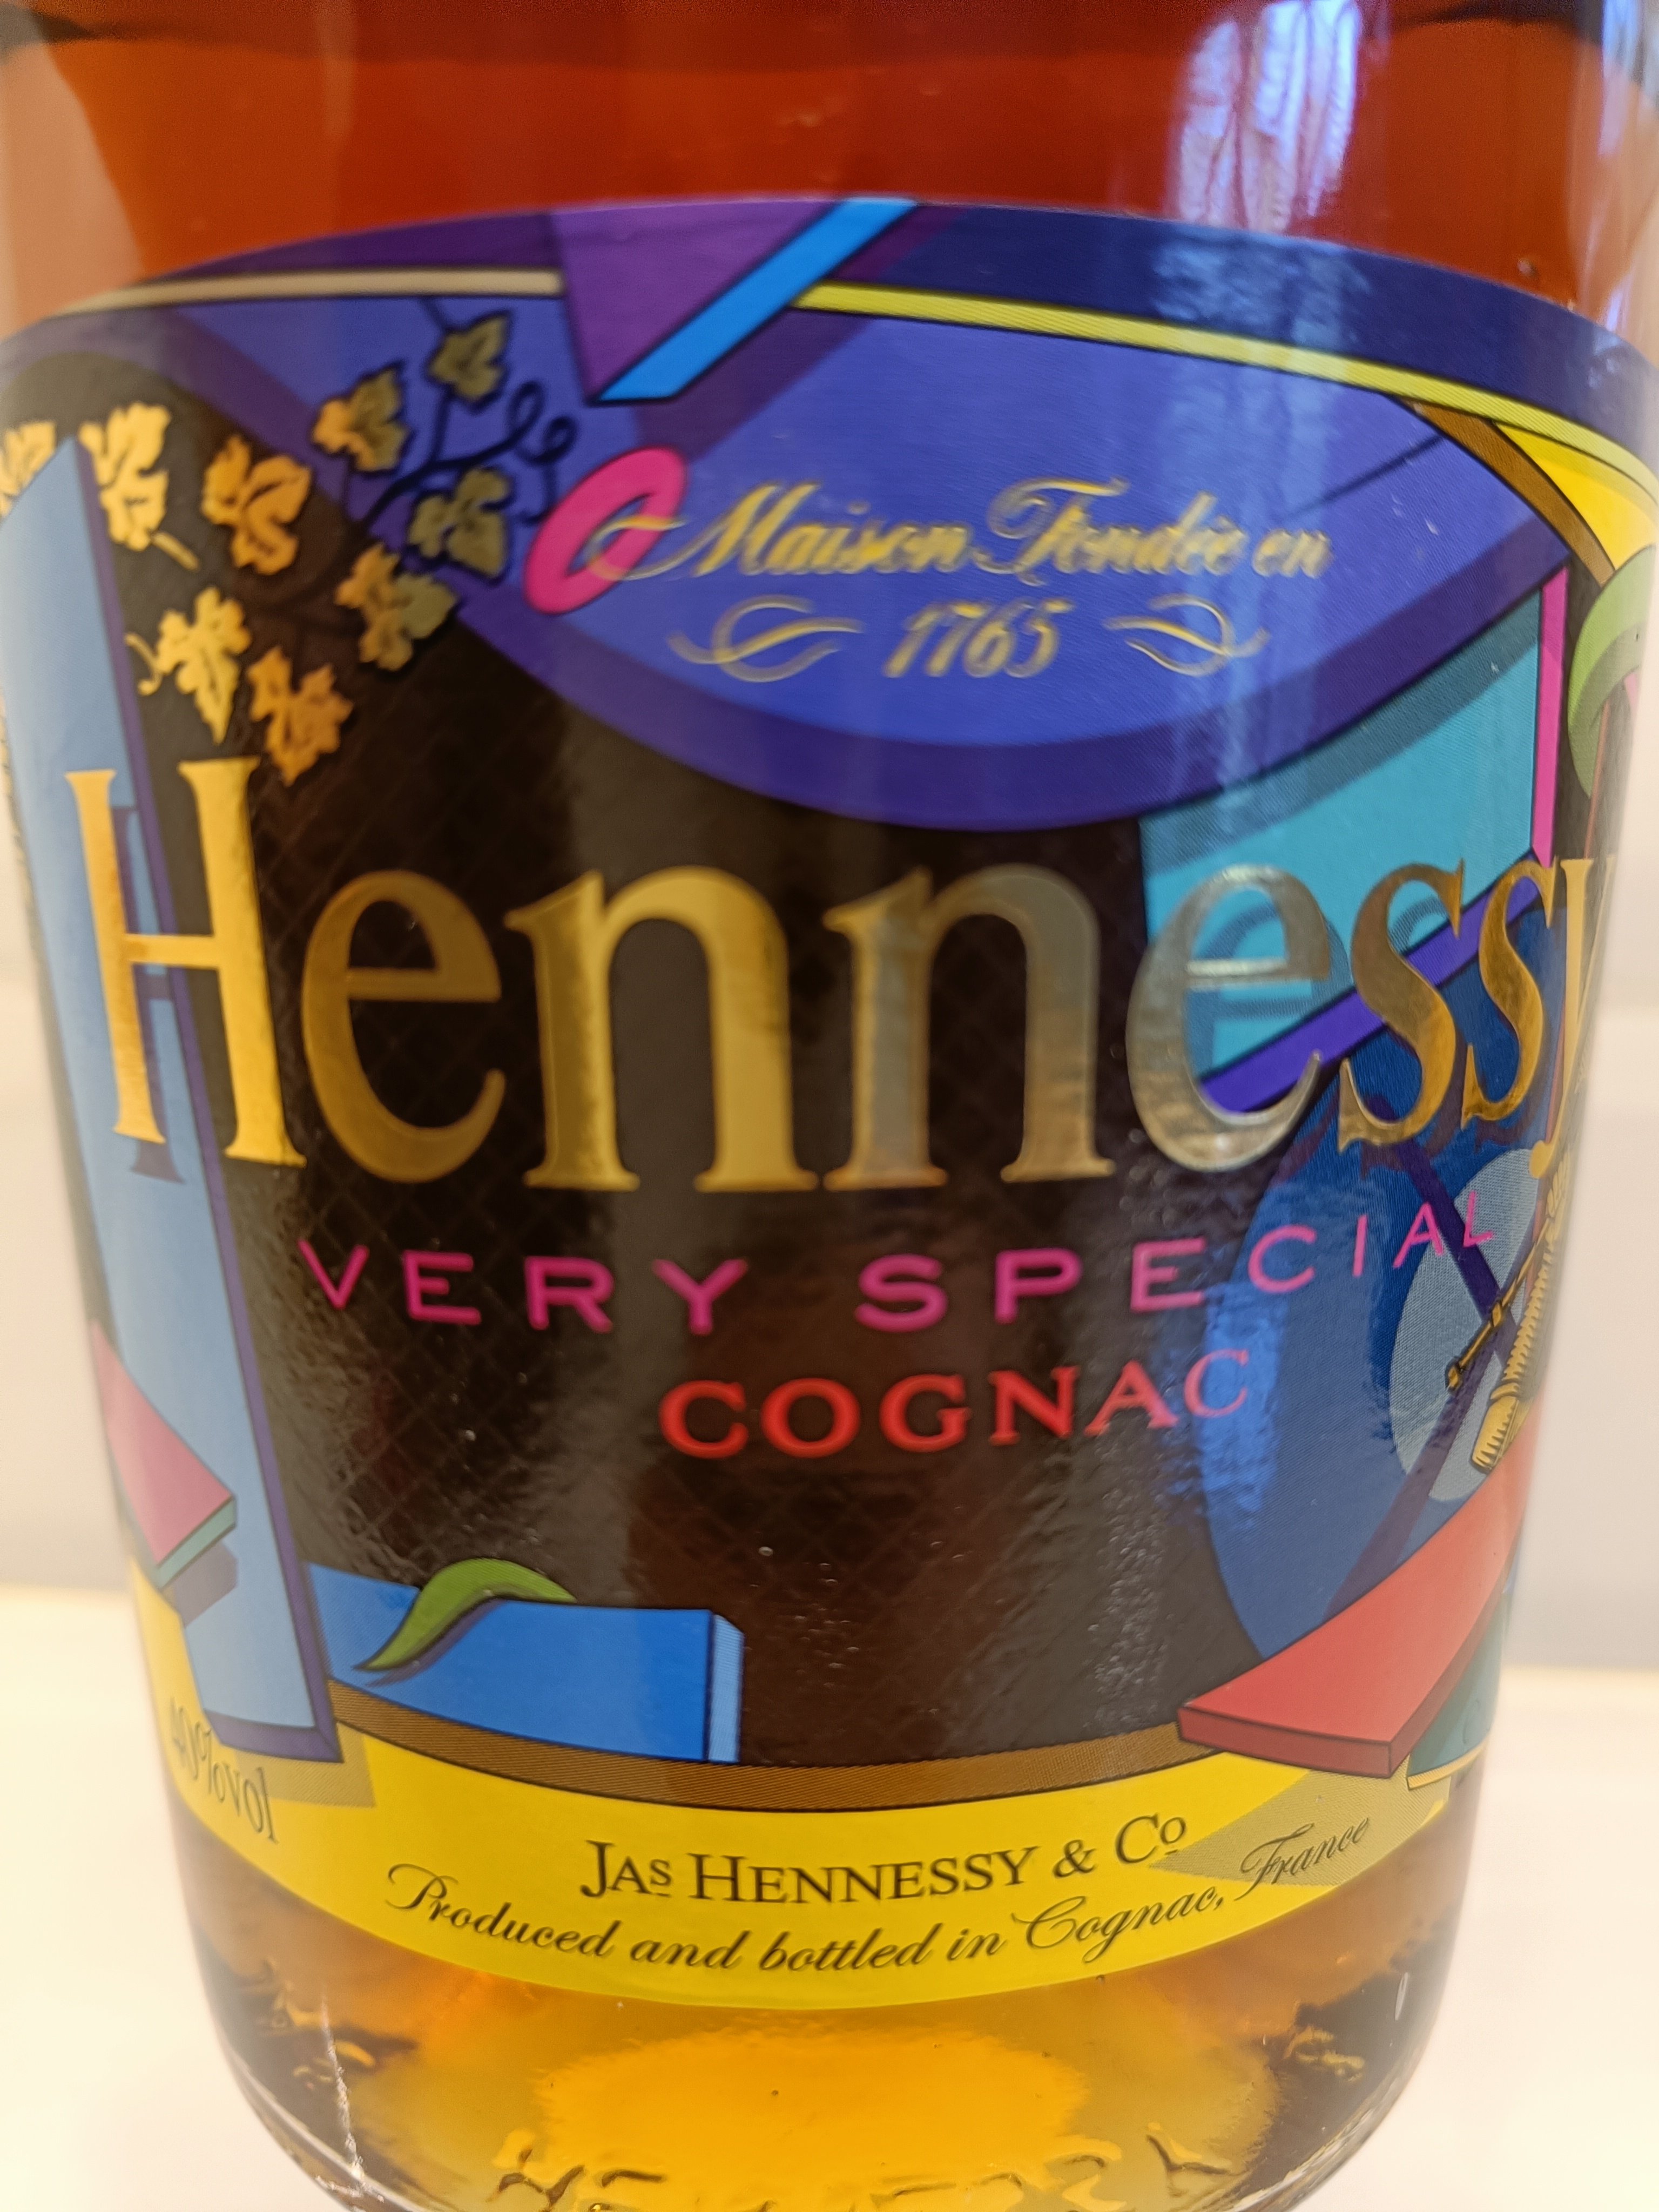 Maison Fondée en
1765
Hennessy
VERY SPECIAL
COGNAC
40%vol
JAS HENNESSY & Cº
Produced and bottled in Cognac, France